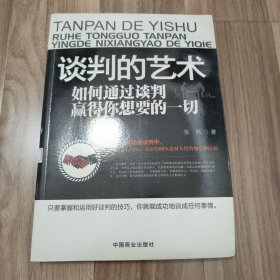 TANPAN DE YISHU
RUHE TONGGUO TANPAN
YINGDE NIXIANGYAO DE YIQIE
谈判的艺术
如何通过谈判
赢得你想要的一切
张
著
只要掌握和运用好谈判的技巧，你就能成功地谈成任何事情。
中国商业出版社